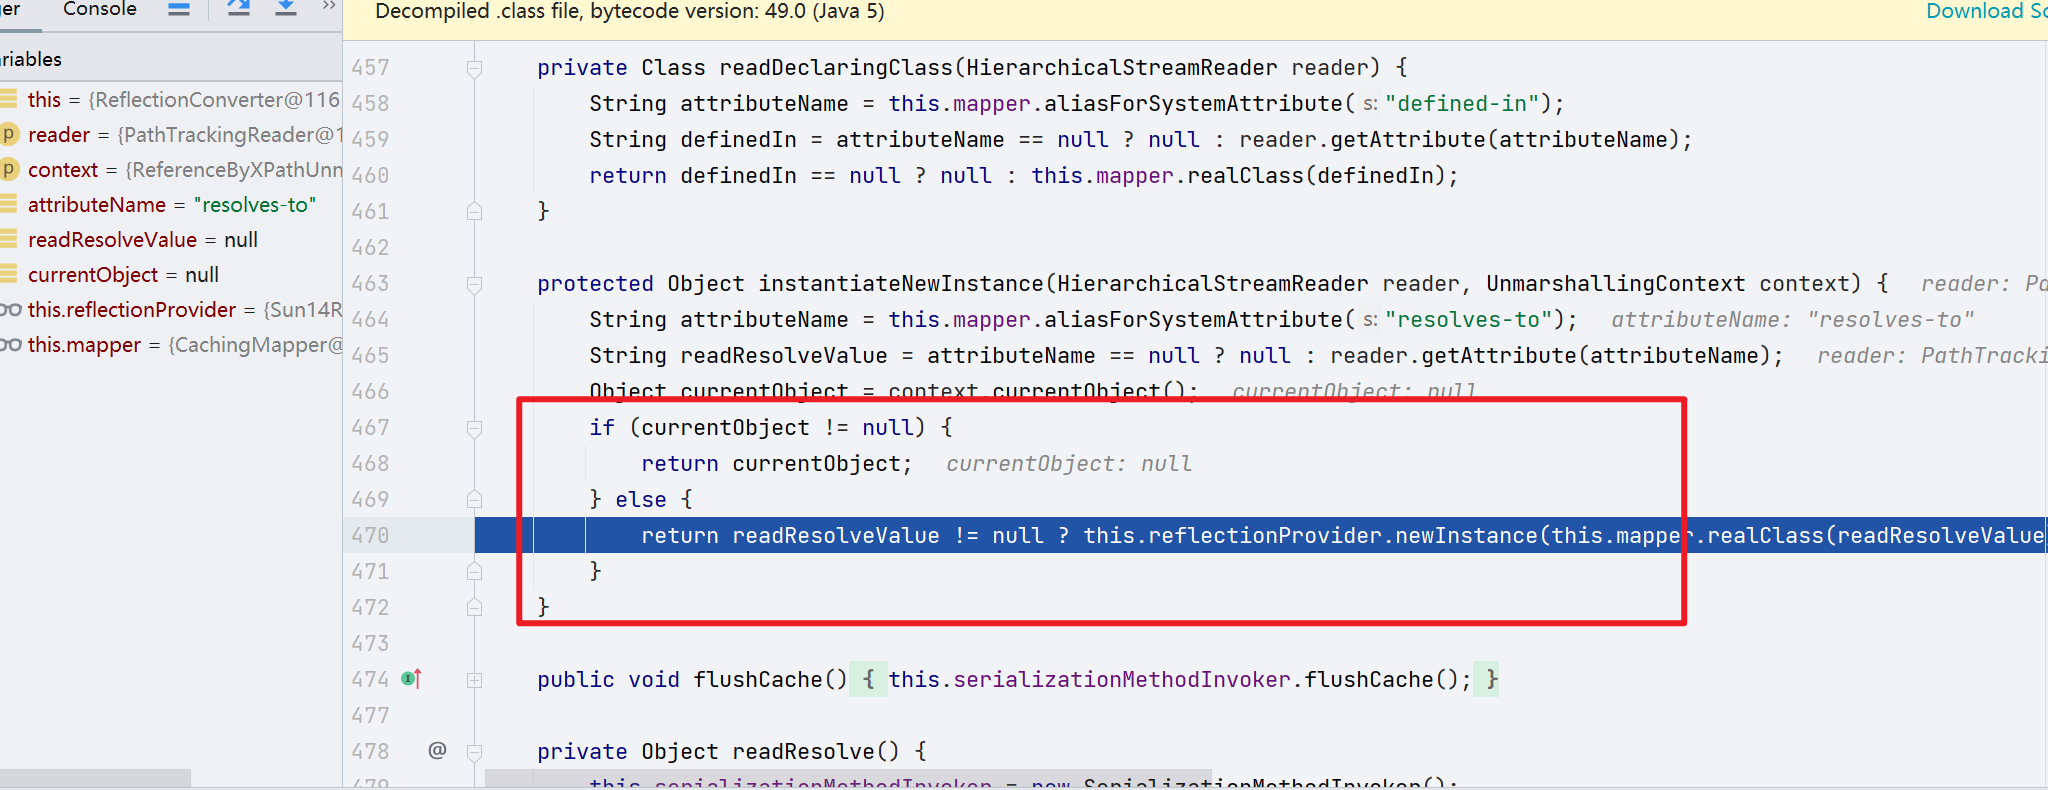 ger Console »
Variables
this = {ReflectionConverter@116
reader = {PathTrackingReader@1
context = {ReferenceByXPathUnn
attributeName = "resolves-to"
readResolveValue = null
currentObject = null
this.reflectionProvider = {Sun14R
this.mapper = {CachingMapper@
Decompiled .class file, bytecode version: 49.0 (Java 5) Download So
457 private Class readDeclaringClass(HierarchicalStreamReader reader) {
458 String attributeName = this.mapper.aliasForSystemAttribute( s: "defined-in");
459 String definedIn = attributeName == null ? null : reader.getAttribute(attributeName);
460 return definedIn == null ? null : this.mapper.realClass(definedIn);
461 }
462
463 protected Object instantiateNewInstance(HierarchicalStreamReader reader, UnmarshallingContext context) { reader: Pa
464 String attributeName = this.mapper.aliasForSystemAttribute( s: "resolves-to"); attributeName: "resolves-to"
465 String readResolveValue = attributeName == null ? null : reader.getAttribute(attributeName); reader: PathTracki
466 Object currentObject = context.currentObject(); currentObject: null
467 if (currentObject != null) {
468 return currentObject; currentObject: null
469 } else {
470 return readResolveValue != null ? this.reflectionProvider.newInstance(this.mapper.realClass(readResolveValue
471 }
472 }
473
474 public void flushCache() { this.serializationMethodInvoker.flushCache(); }
477
478 @ private Object readResolve() {
479 this.serializationMethodInvoker = new SerializationMethodInvoker();